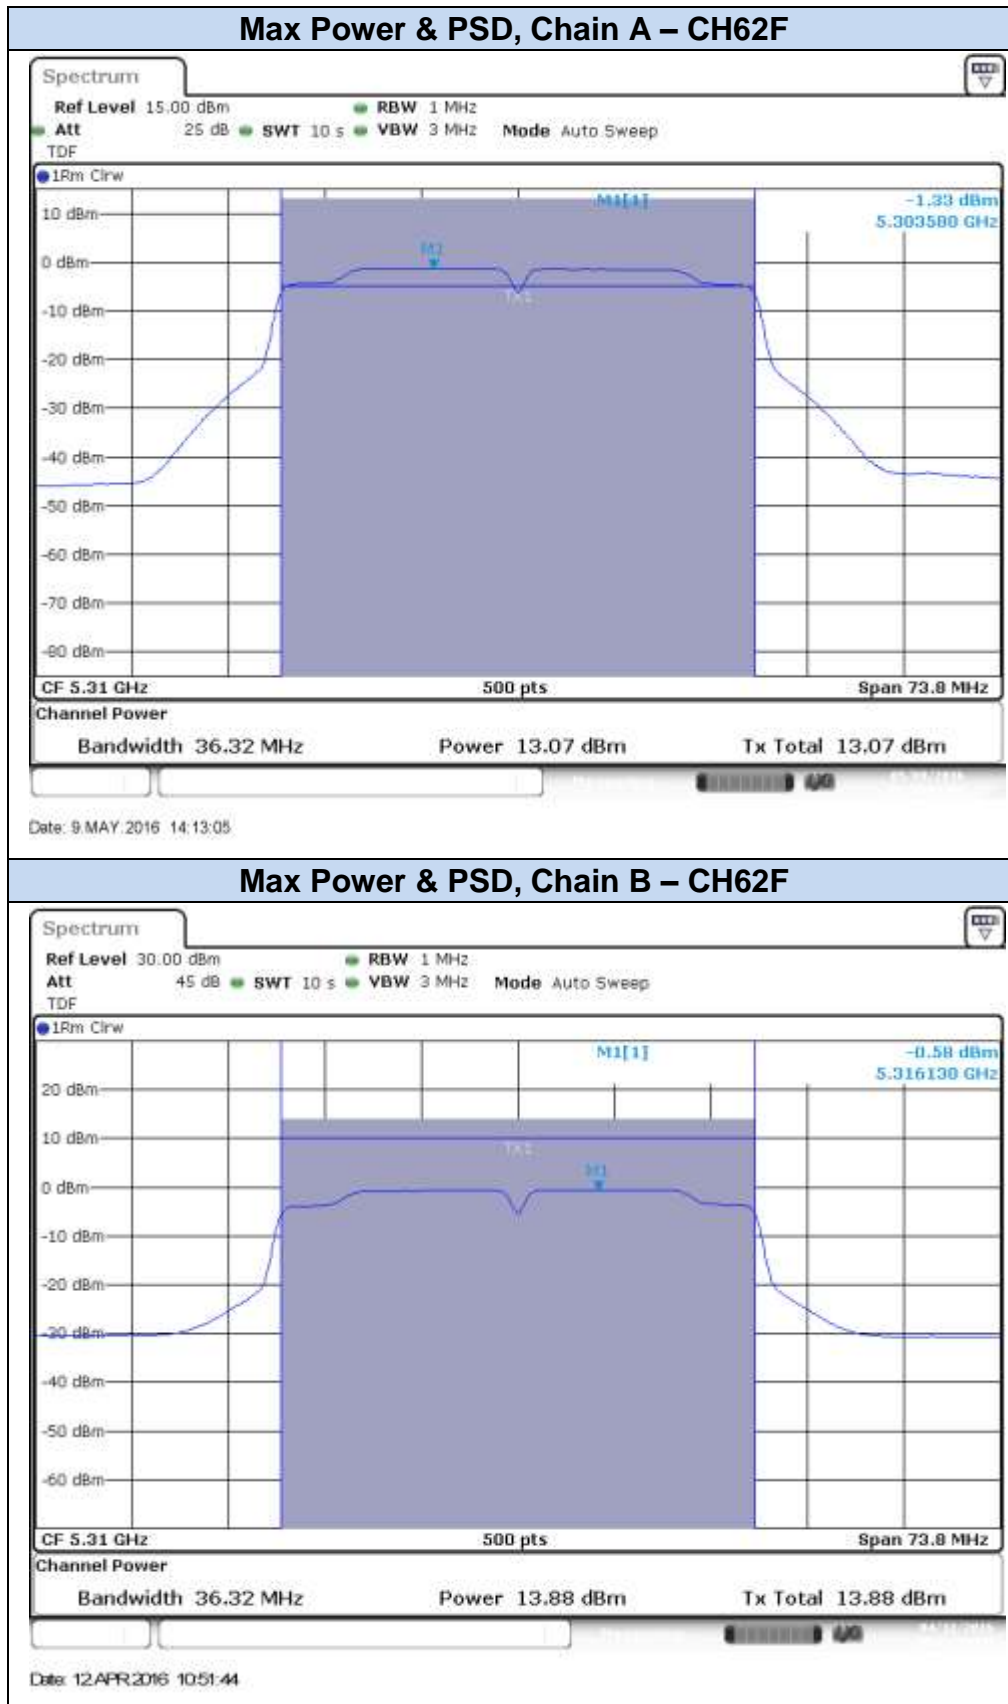 Max Power & PSD, Chain A – CH62F
Spectrum
Ref Level 15.00 dBm RBW 1 MHz
Att 25 dB SWT 10 s VBW 3 MHz Mode Auto Sweep
TDF
1Rm Clrw
M1[1] -1.33 dBm
5.303580 GHz
10 dBm
M1
0 dBm
TX1
-10 dBm
-20 dBm
-30 dBm
-40 dBm
-50 dBm
-60 dBm
-70 dBm
-80 dBm
CF 5.31 GHz 500 pts Span 73.8 MHz
Channel Power
Bandwidth 36.32 MHz Power 13.07 dBm Tx Total 13.07 dBm
Date: 9.MAY.2016 14:13:05
Max Power & PSD, Chain B – CH62F
Spectrum
Ref Level 30.00 dBm RBW 1 MHz
Att 45 dB SWT 10 s VBW 3 MHz Mode Auto Sweep
TDF
1Rm Clrw
M1[1] -0.58 dBm
5.316130 GHz
20 dBm
10 dBm
TX1
M1
0 dBm
-10 dBm
-20 dBm
-30 dBm
-40 dBm
-50 dBm
-60 dBm
CF 5.31 GHz 500 pts Span 73.8 MHz
Channel Power
Bandwidth 36.32 MHz Power 13.88 dBm Tx Total 13.88 dBm
Date: 12.APR.2016 10:51:44